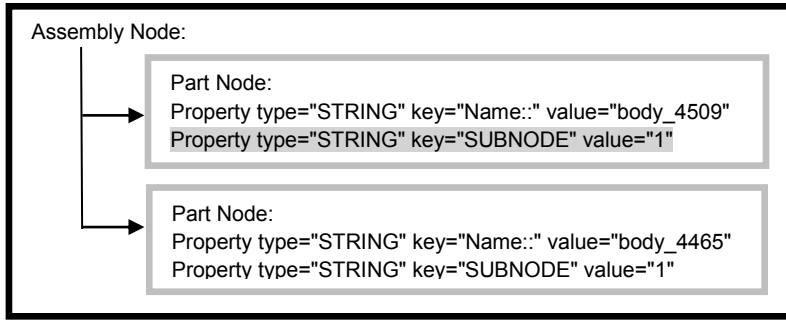 Assembly Node:
Part Node:
Property type="STRING" key="Name::" value="body_4509"
Property type="STRING" key="SUBNODE" value="1"
Part Node:
Property type="STRING" key="Name::" value="body_4465"
Property type="STRING" key="SUBNODE" value="1"